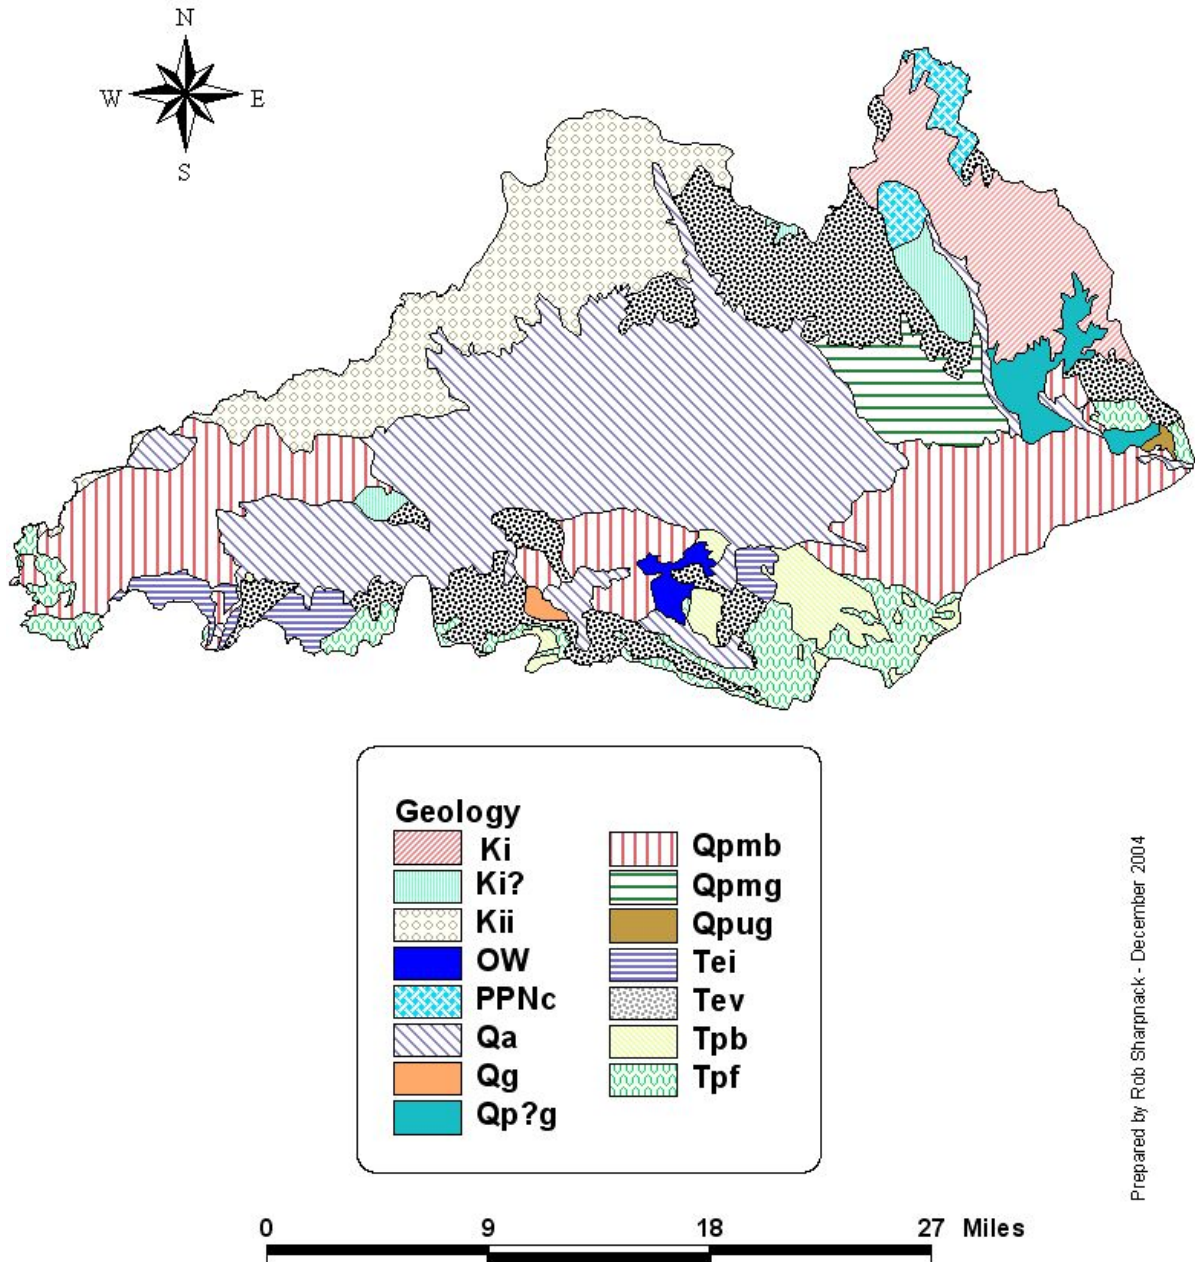 N
W E
S
Geology
Ki
Ki?
Kii
OW
PPNc
Qa
Qg
Qp?g
Qpmb
Qpmg
Qpug
Tei
Tev
Tpb
Tpf
Prepared by Rob Sharpnack - December 2004
0 9 18 27 Miles